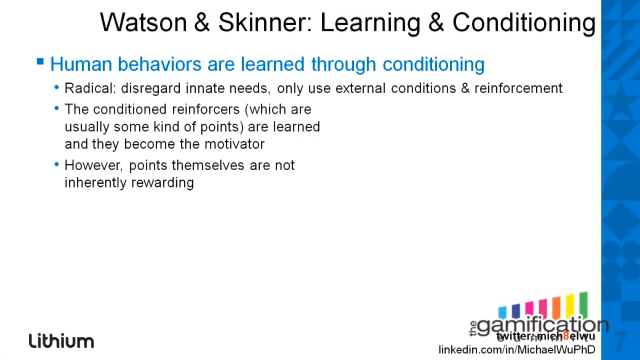 Watson & Skinner: Learning & Conditioning
Human behaviors are learned through conditioning
Radical: disregard innate needs, only use external conditions & reinforcement
The conditioned reinforcers (which are
usually some kind of points) are learned
and they become the motivator
However, points themselves are not
inherently rewarding
the gamification
twitter: mich8elwu
linkedin.com/in/MichaelWuPhD
Lithium
7